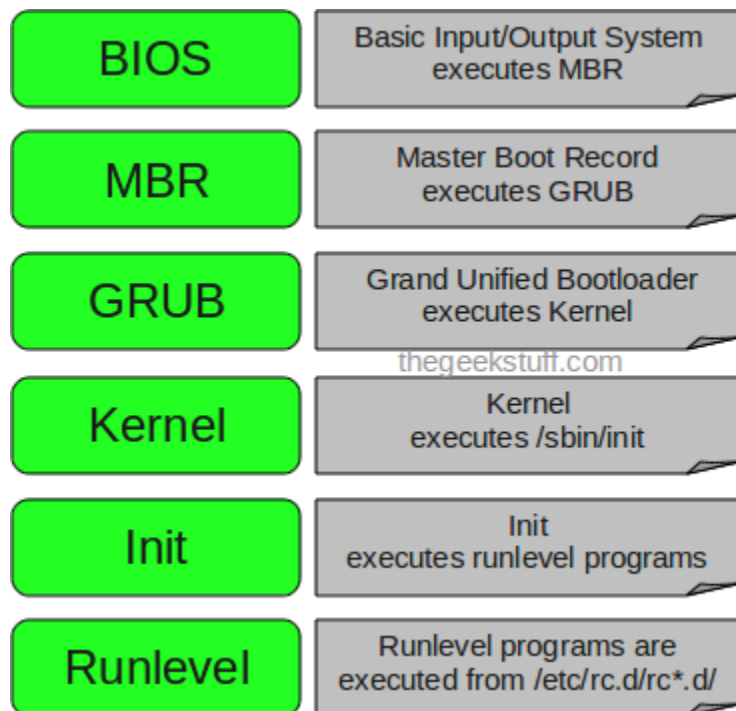 BIOS
Basic Input/Output System
executes MBR
MBR
Master Boot Record
executes GRUB
GRUB
Grand Unified Bootloader
executes Kernel
thegeekstuff.com
Kernel
Kernel
executes /sbin/init
Init
Init
executes runlevel programs
Runlevel
Runlevel programs are
executed from /etc/rc.d/rc*.d/